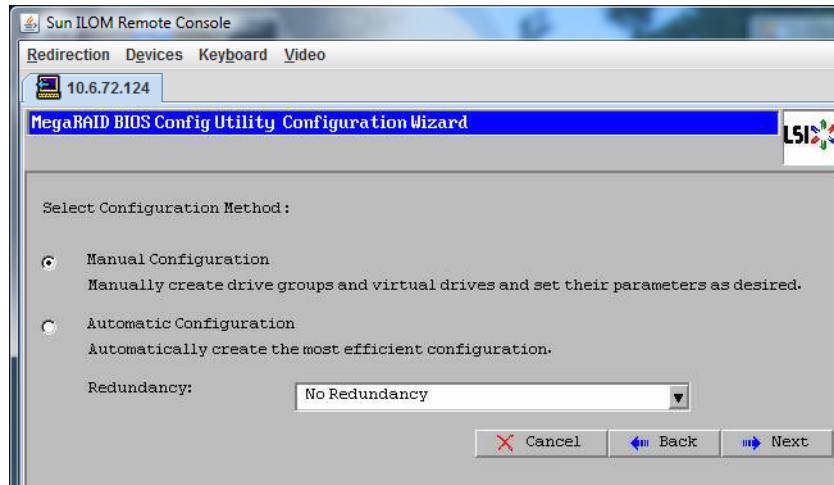 Sun ILOM Remote Console
Redirection Devices Keyboard Video
10.6.72.124
MegaRAID BIOS Config Utility Configuration Wizard
LSI
Select Configuration Method:
Manual Configuration
Manually create drive groups and virtual drives and set their parameters as desired.
Automatic Configuration
Automatically create the most efficient configuration.
Redundancy: No Redundancy
Cancel Back Next